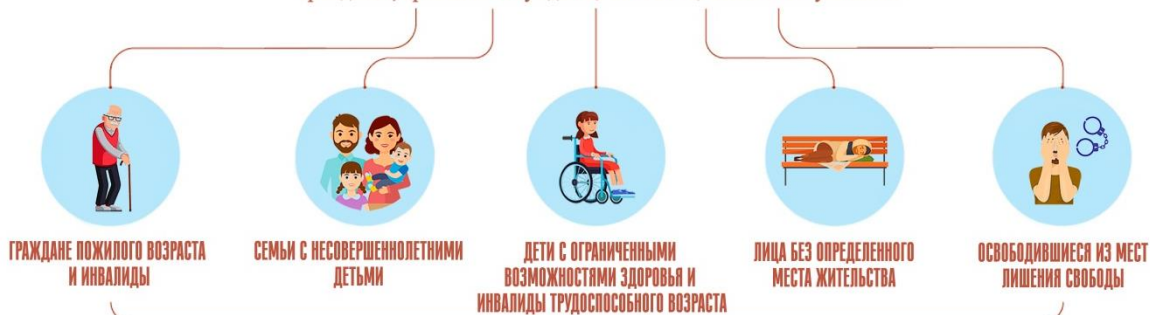 ГРАЖДАНЕ ПОЖИЛОГО ВОЗРАСТА
И ИНВАЛИДЫ
СЕМЬИ С НЕСОВЕРШЕННОЛЕТНИМИ
ДЕТЬМИ
ДЕТИ С ОГРАНИЧЕННЫМИ
ВОЗМОЖНОСТЯМИ ЗДОРОВЬЯ И
ИНВАЛИДЫ ТРУДОСПОСОБНОГО ВОЗРАСТА
ЛИЦА БЕЗ ОПРЕДЕЛЕННОГО
МЕСТА ЖИТЕЛЬСТВА
ОСВОБОДИВШИЕСЯ ИЗ МЕСТ
ЛИШЕНИЯ СВОБОДЫ